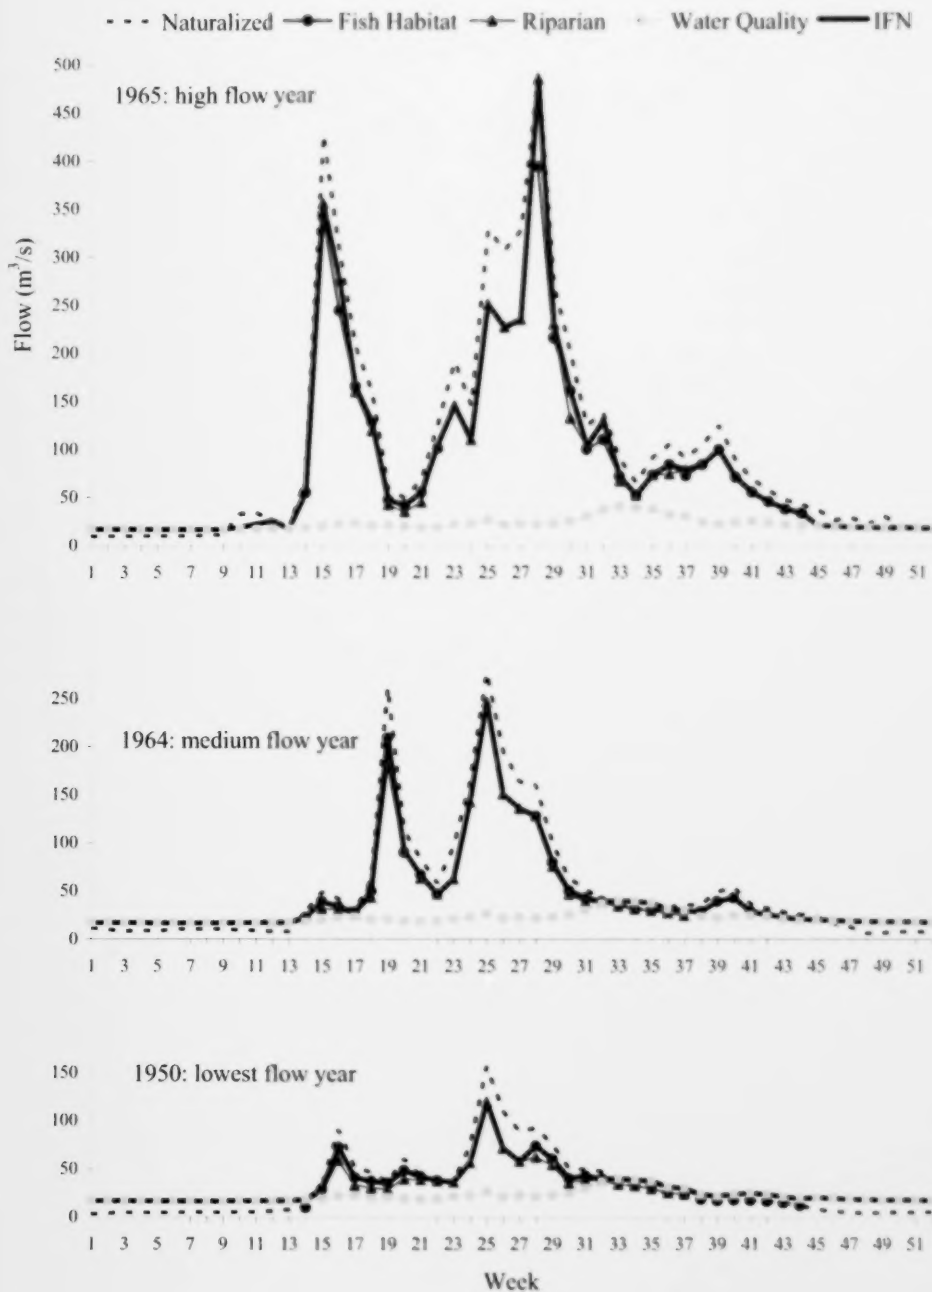 Naturalized Fish Habitat Riparian Water Quality IFN
1965: high flow year
Flow (m³/s)
500
450
400
350
300
250
200
150
100
50
0
1 3 5 7 9 11 13 15 17 19 21 23 25 27 29 31 33 35 37 39 41 43 45 47 49 51
1964: medium flow year
250
200
150
100
50
0
1 3 5 7 9 11 13 15 17 19 21 23 25 27 29 31 33 35 37 39 41 43 45 47 49 51
1950: lowest flow year
150
100
50
0
1 3 5 7 9 11 13 15 17 19 21 23 25 27 29 31 33 35 37 39 41 43 45 47 49 51
Week